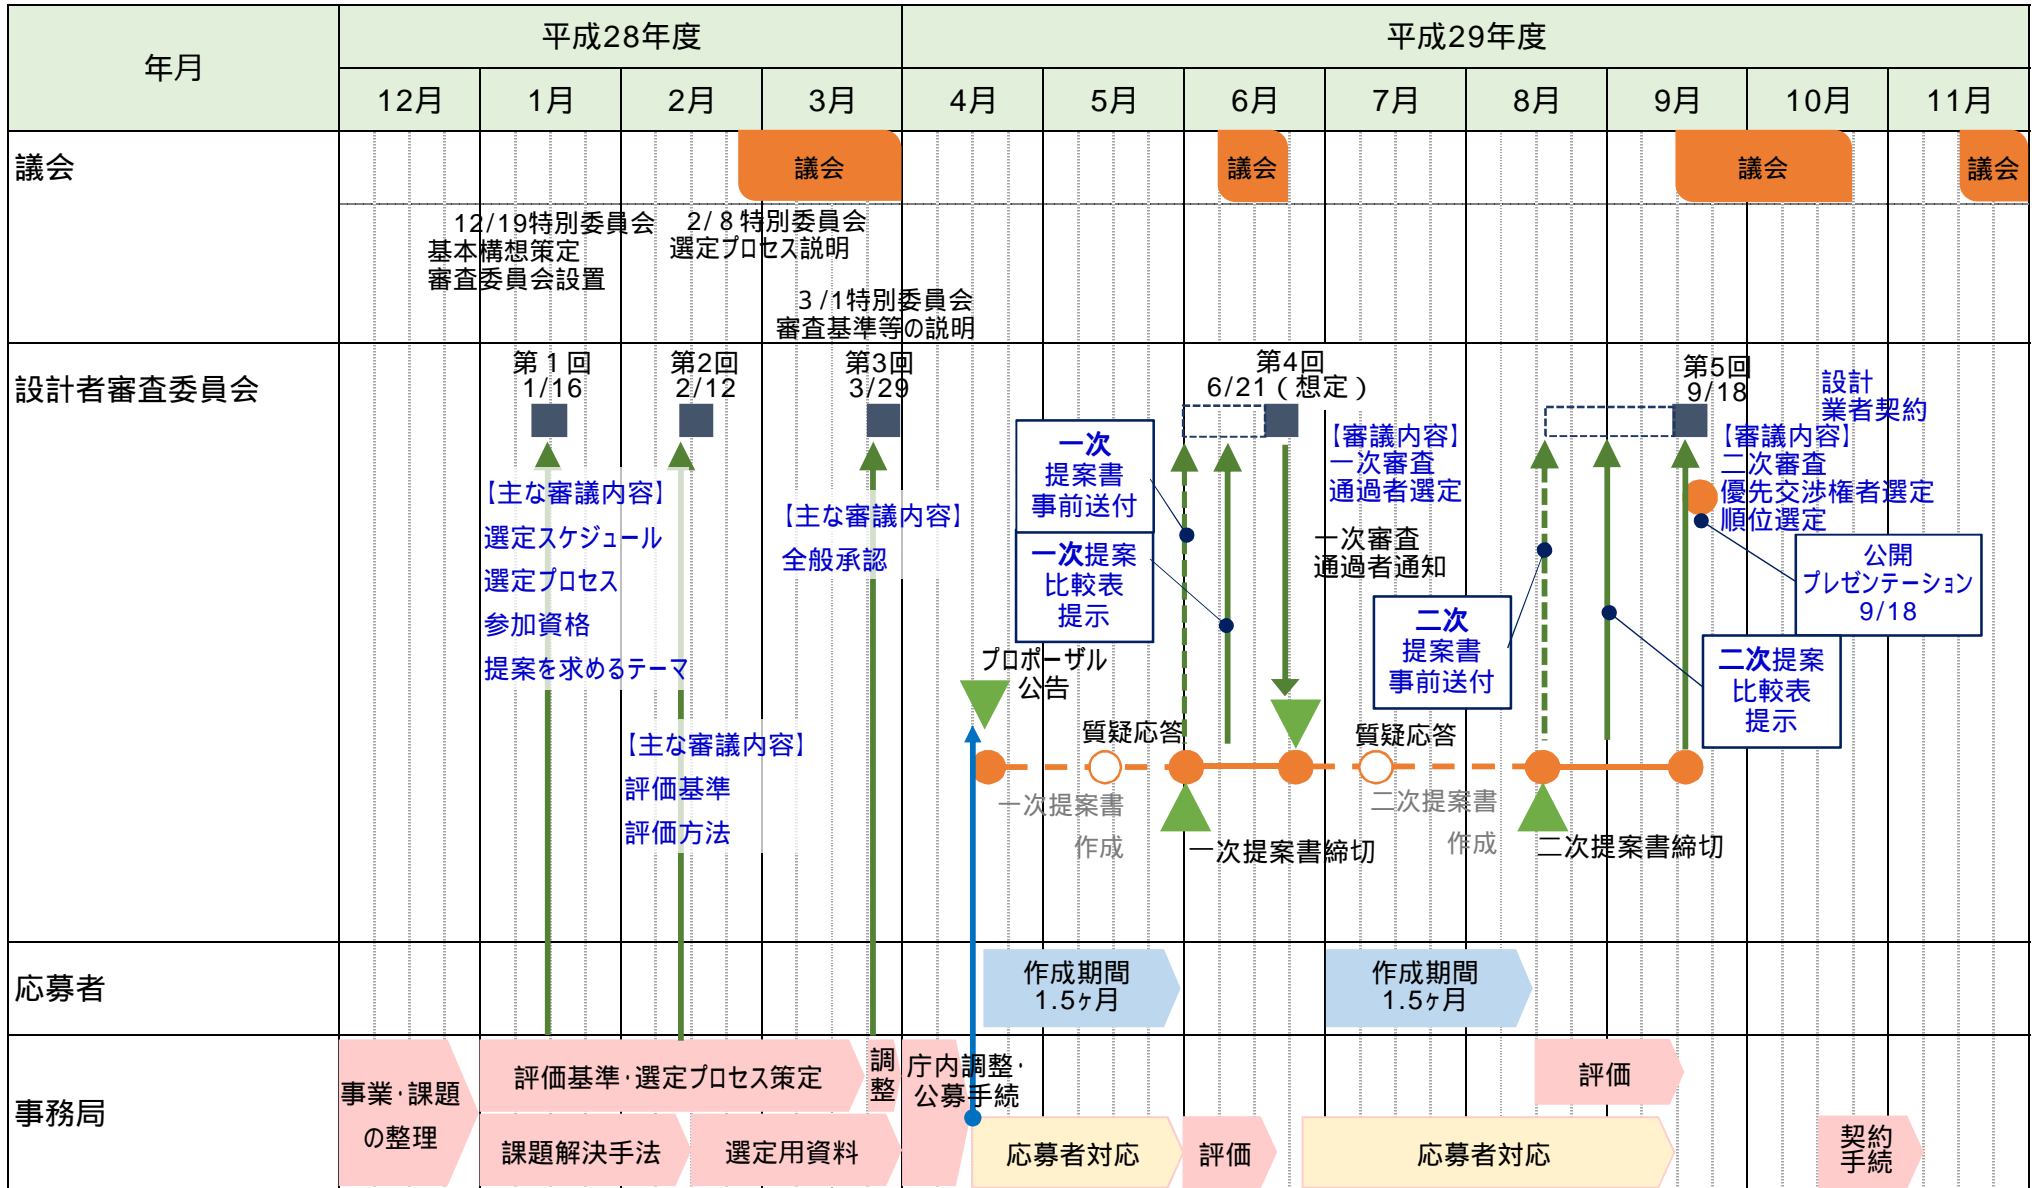 年月
平成28年度
平成29年度
12月
1月
2月
3月
4月
5月
6月
7月
8月
9月
10月
11月
議会
議会
議会
議会
議会
12/19特別委員会
基本構想策定
審査委員会設置
2/8特別委員会
選定プロセス説明
3/1特別委員会
審査基準等の説明
設計者審査委員会
第1回
1/16
第2回
2/12
第3回
3/29
第4回
6/21(想定)
第5回
9/18
設計
業者契約
【主な審議内容】
選定スケジュール
選定プロセス
参加資格
提案を求めるテーマ
【主な審議内容】
評価基準
評価方法
【主な審議内容】
全般承認
一次
提案書
事前送付
一次提案
比較表
提示
【審議内容】
一次審査
通過者選定
一次審査
通過者通知
【審議内容】
二次審査
優先交渉権者選定
順位選定
公開
プレゼンテーション
9/18
二次
提案書
事前送付
二次提案
比較表
提示
プロポーザル
公告
質疑応答
質疑応答
一次提案書
作成
一次提案書締切
二次提案書
作成
二次提案書締切
応募者
作成期間
1.5ヶ月
作成期間
1.5ヶ月
事務局
事業・課題
の整理
評価基準・選定プロセス策定
調
整
庁内調整・
公募手続
評価
課題解決手法
選定用資料
応募者対応
評価
応募者対応
契約
手続